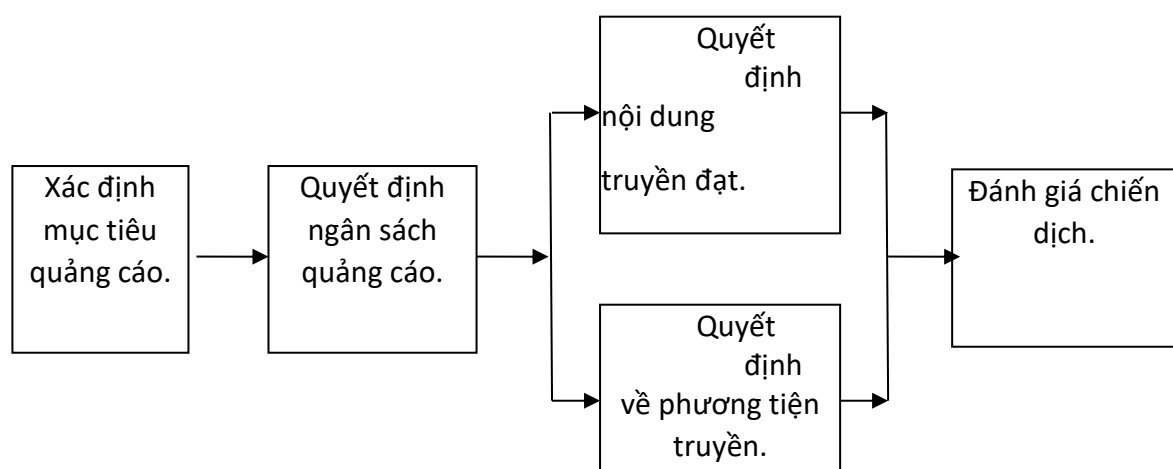 Xác định
mục tiêu
quảng cáo.
Quyết định
ngân sách
quảng cáo.
Quyết
định
nội dung
truyền đạt.
Quyết
định
về phương tiện
truyền.
Đánh giá chiến
dịch.